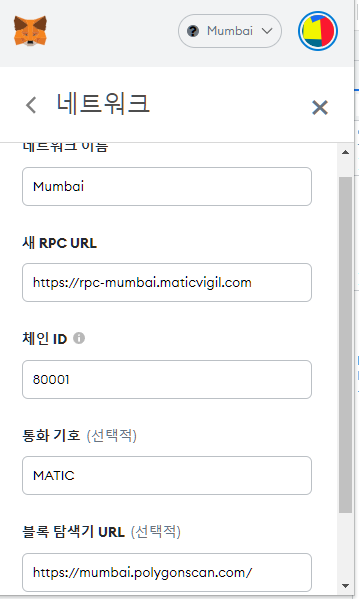 Mumbai
네트워크
네트워크 이름
Mumbai
새 RPC URL
https://rpc-mumbai.maticvigil.com
체인 ID
80001
통화 기호 (선택적)
MATIC
블록 탐색기 URL (선택적)
https://mumbai.polygonscan.com/